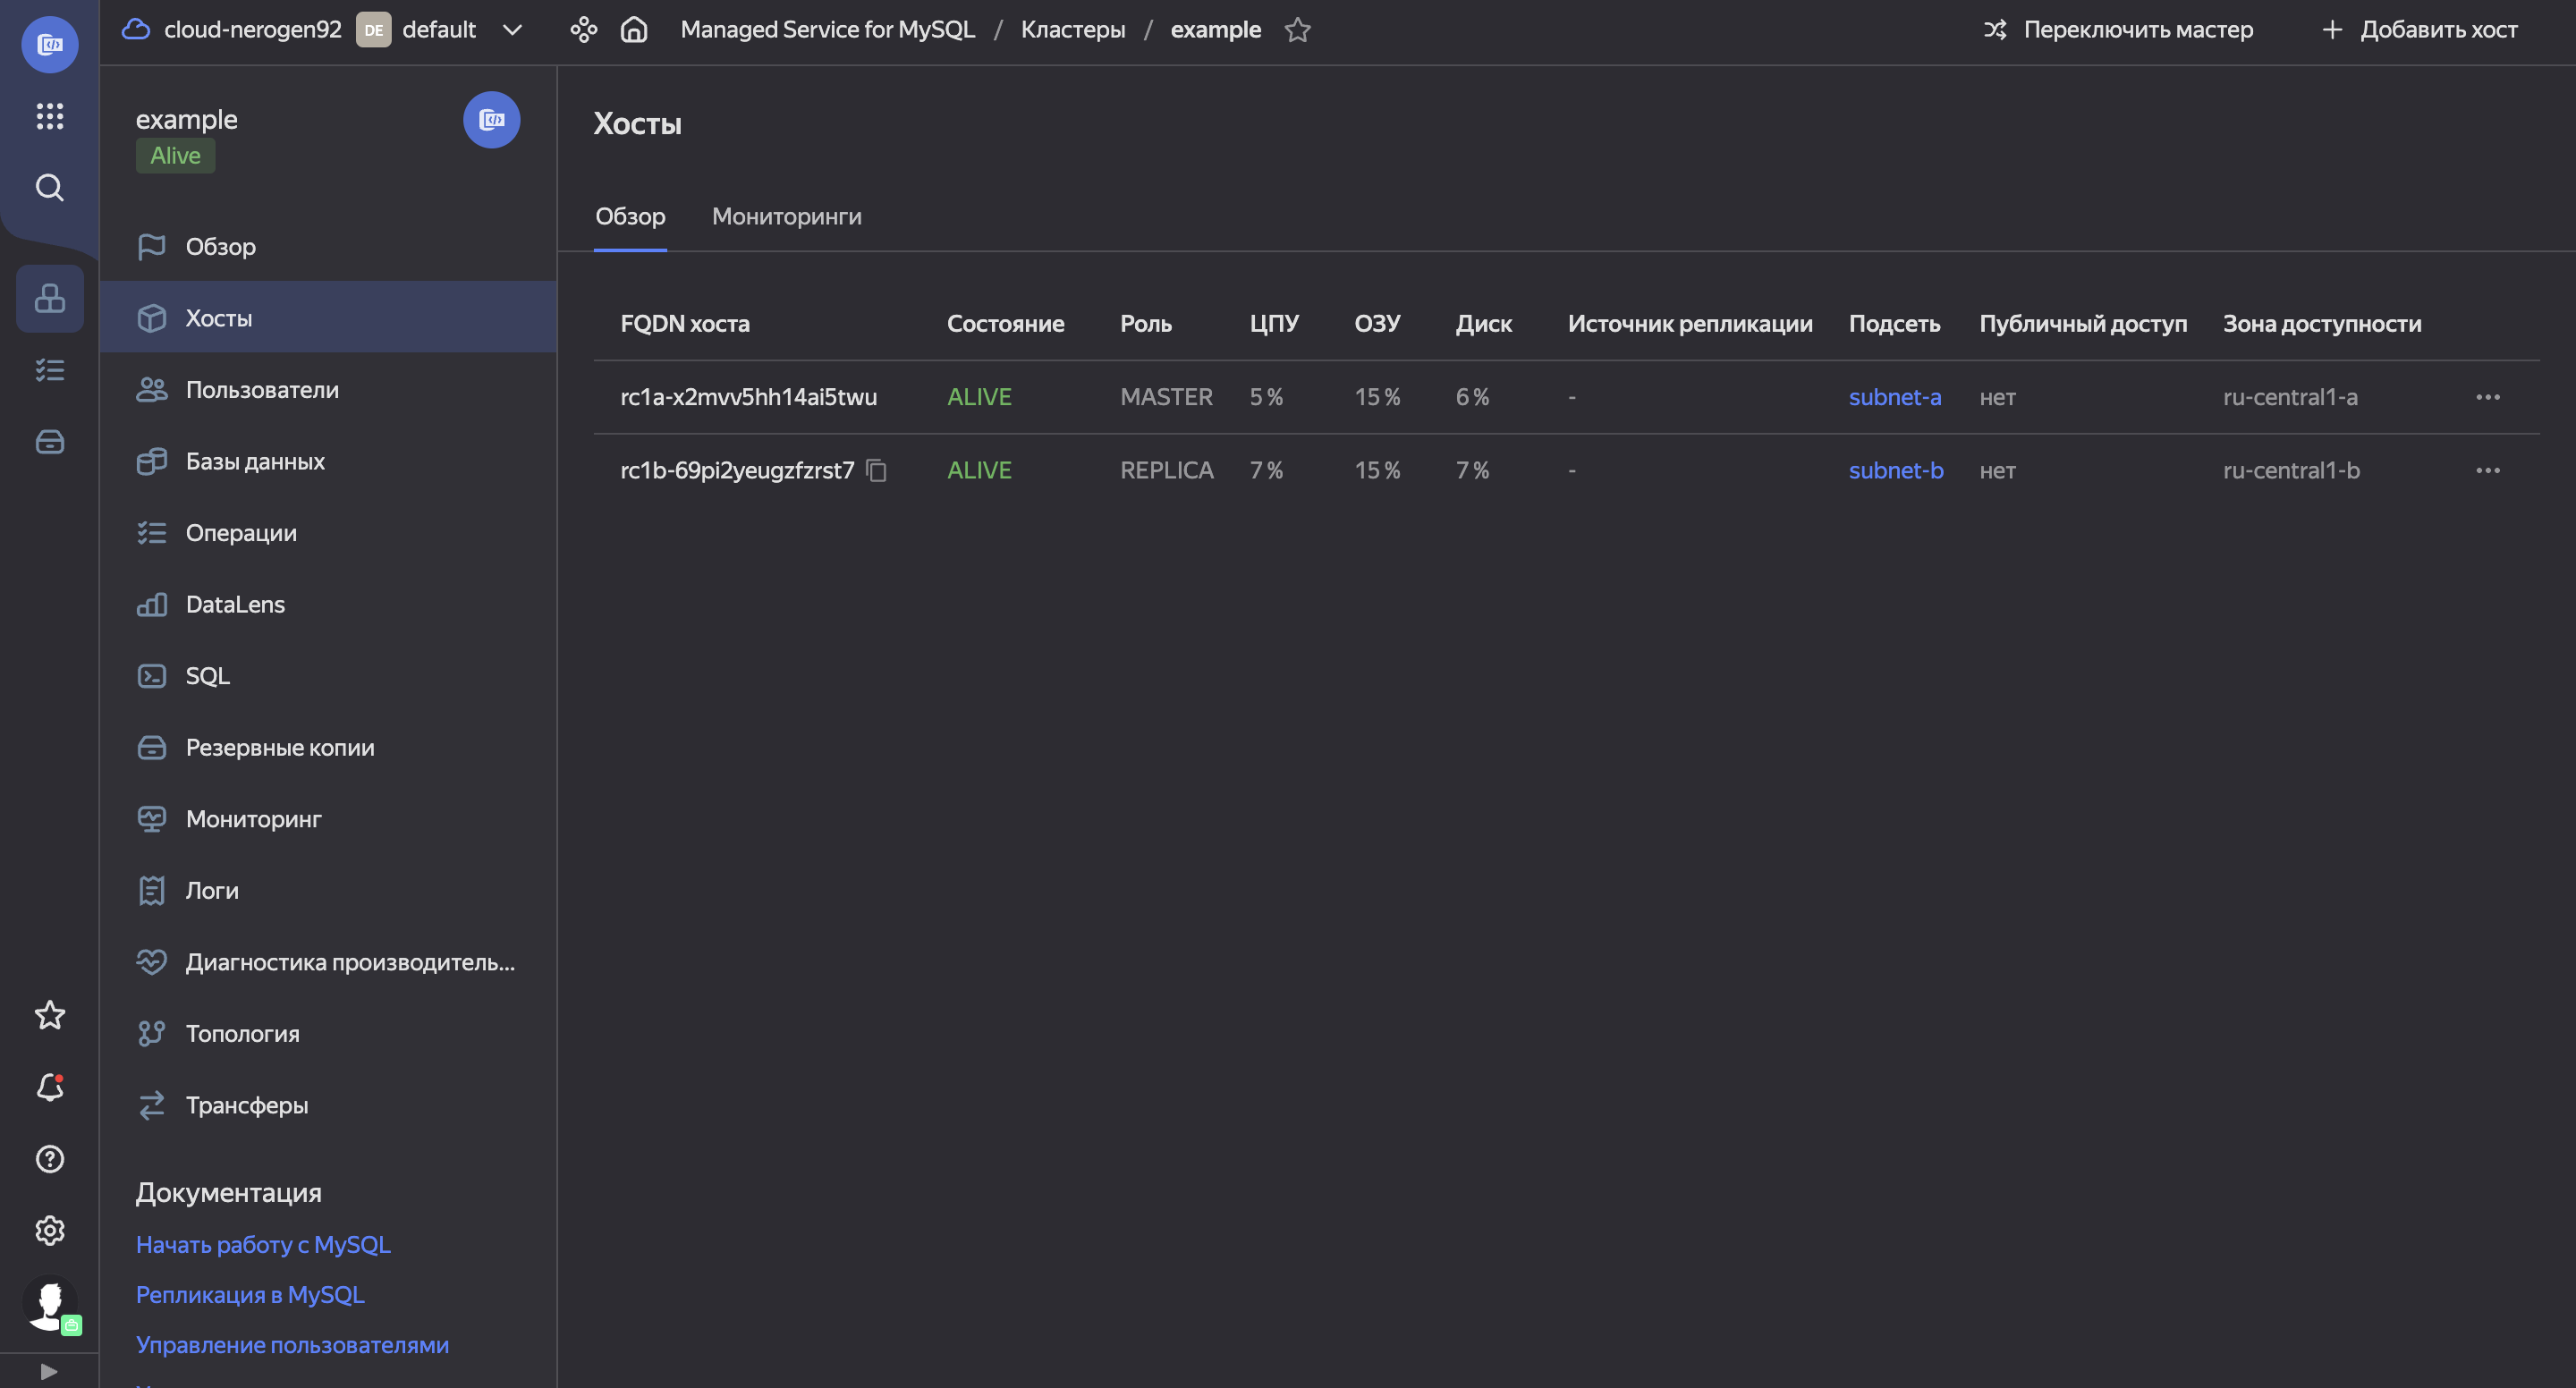 cloud-nerogen92 DE default
Managed Service for MySQL / Кластеры / example
Переключить мастер
Добавить хост
example
Alive
Обзор
Хосты
Пользователи
Базы данных
Операции
DataLens
SQL
Резервные копии
Мониторинг
Логи
Диагностика производитель...
Топология
Трансферы
Документация
Начать работу с MySQL
Репликация в MySQL
Управление пользователями
Хосты
Обзор Мониторинги
FQDN хоста Состояние Роль ЦПУ ОЗУ Диск Источник репликации Подсеть Публичный доступ Зона доступности
rc1a-x2mvv5hh14ai5twu ALIVE MASTER 5 % 15 % 6 % - subnet-a нет ru-central1-a
rc1b-69pi2yeugzfzrst7 ALIVE REPLICA 7 % 15 % 7 % - subnet-b нет ru-central1-b